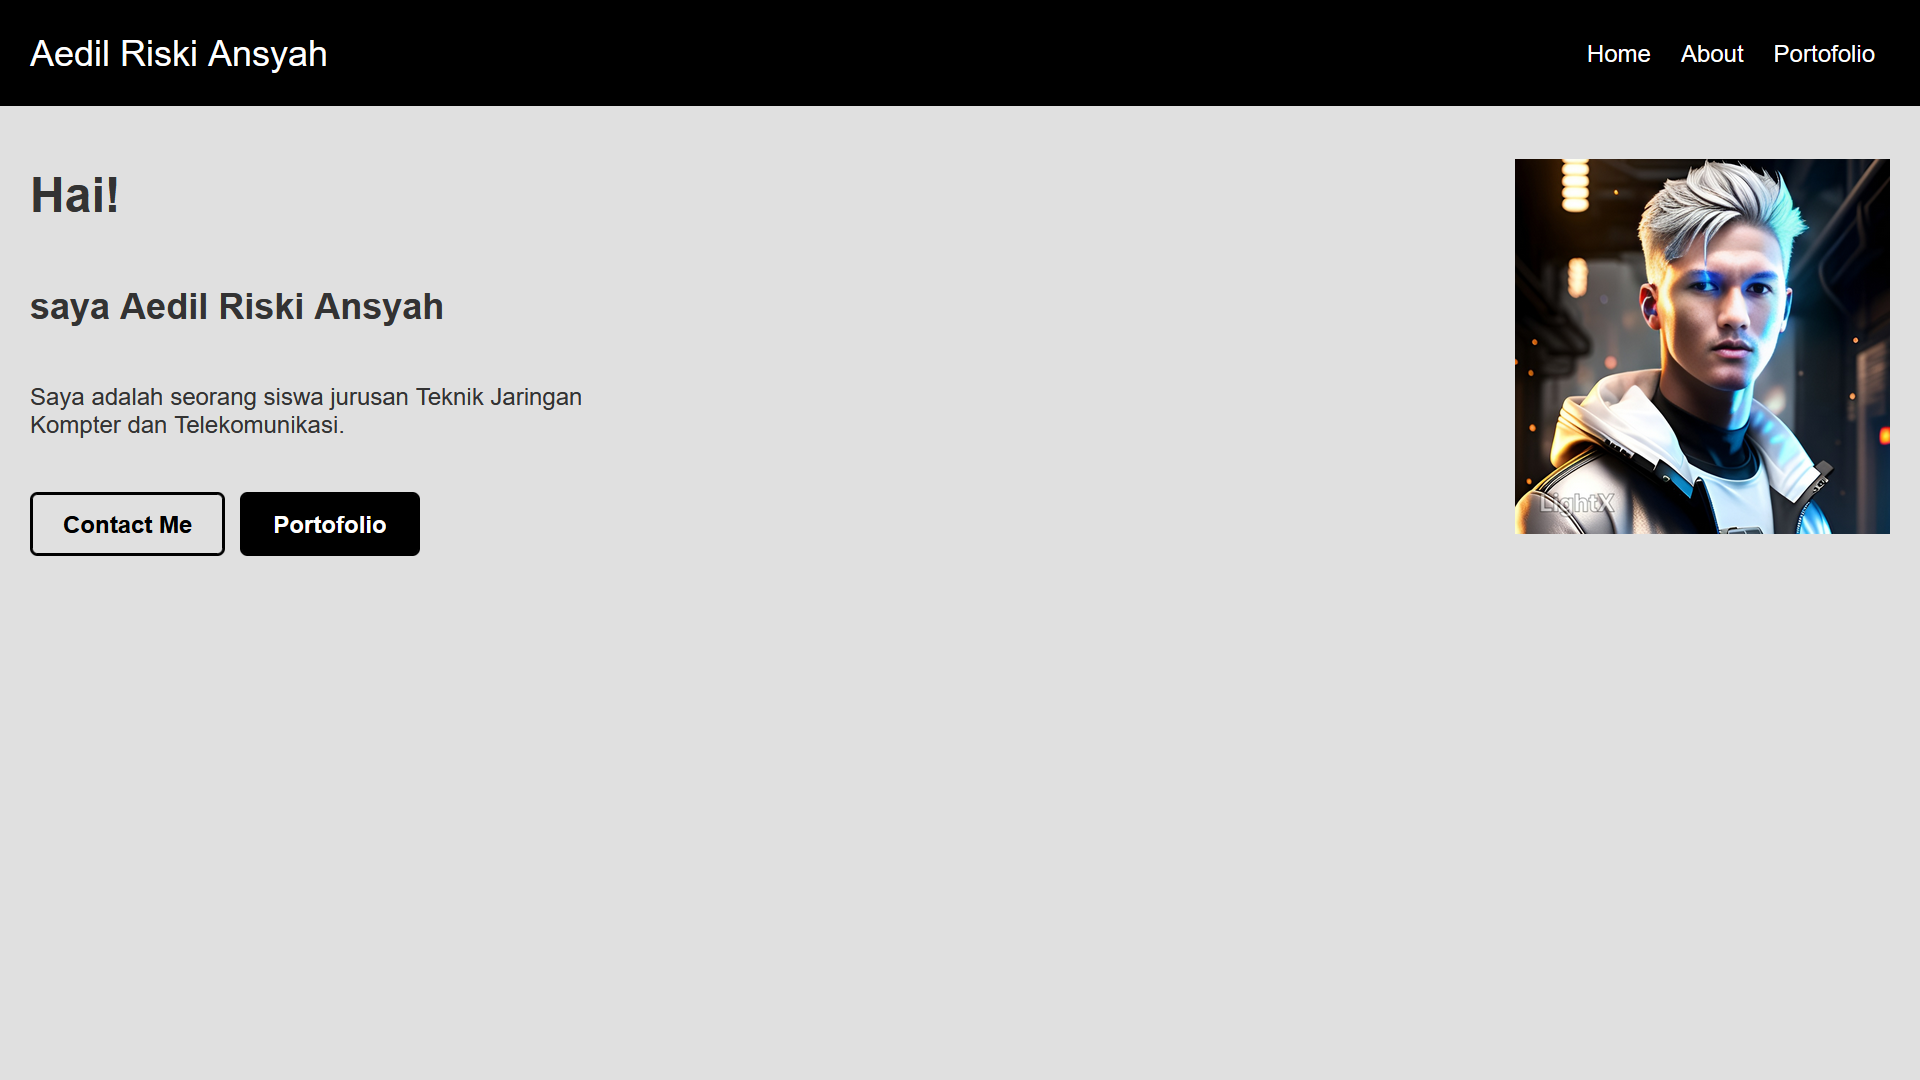 Aedil Riski Ansyah
Home
About
Portofolio
Hai!
saya Aedil Riski Ansyah
Saya adalah seorang siswa jurusan Teknik Jaringan
Kompter dan Telekomunikasi.
Contact Me
Portofolio
LightX